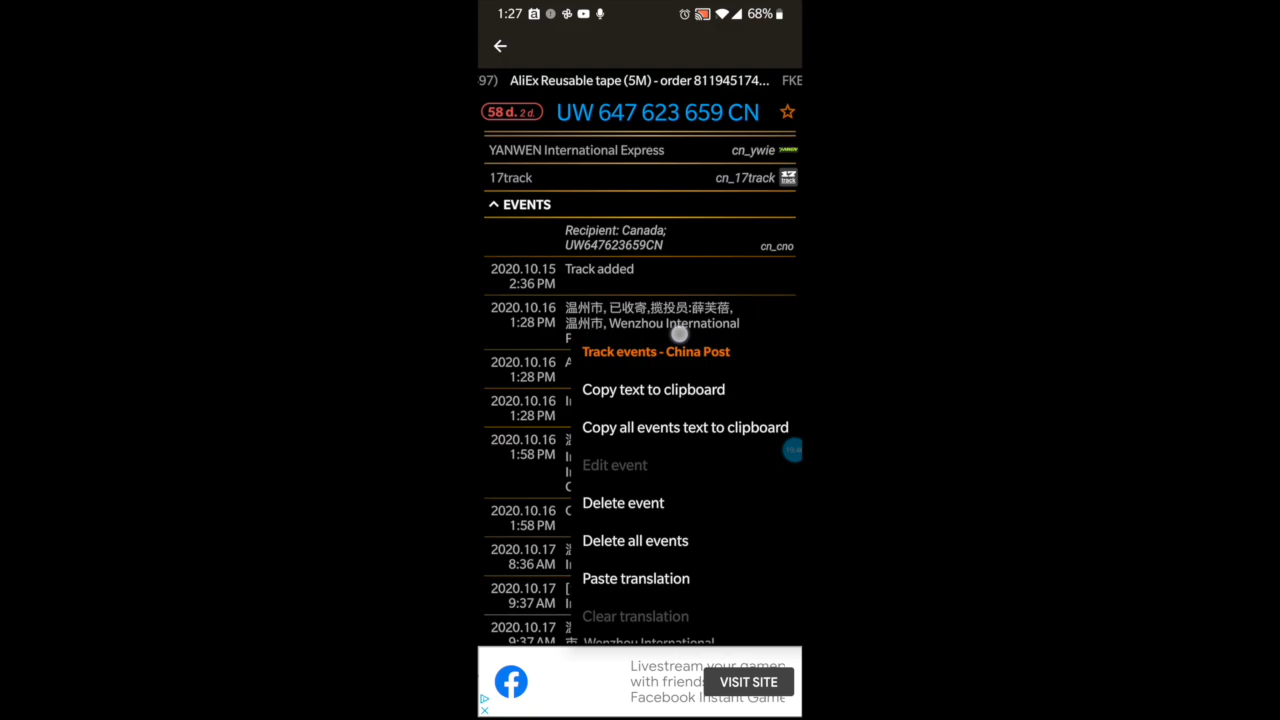 1:27
68%
97) AliEx Reusable tape (5M) - order 811945174... FKE
58 d. 2 d. UW 647 623 659 CN
YANWEN International Express cn_ywie
17track cn_17track
EVENTS
Recipient: Canada;
UW647623659CN cn_cno
2020.10.15 Track added
2:36 PM
2020.10.16 温州市, 已收寄,揽投员:薛芙蓓,
1:28 PM 温州市, Wenzhou International
Track events - China Post
2020.10.16
1:28 PM
Copy text to clipboard
2020.10.16
1:28 PM
Copy all events text to clipboard
2020.10.16
1:58 PM
Edit event
Delete event
2020.10.16
1:58 PM
Delete all events
2020.10.17
8:36 AM
Paste translation
2020.10.17
9:37 AM
Clear translation
2020.10.17
9:37 AM 市, Wenzhou International
Livestream your gamep
with friends
Facebook Instant Game
VISIT SITE